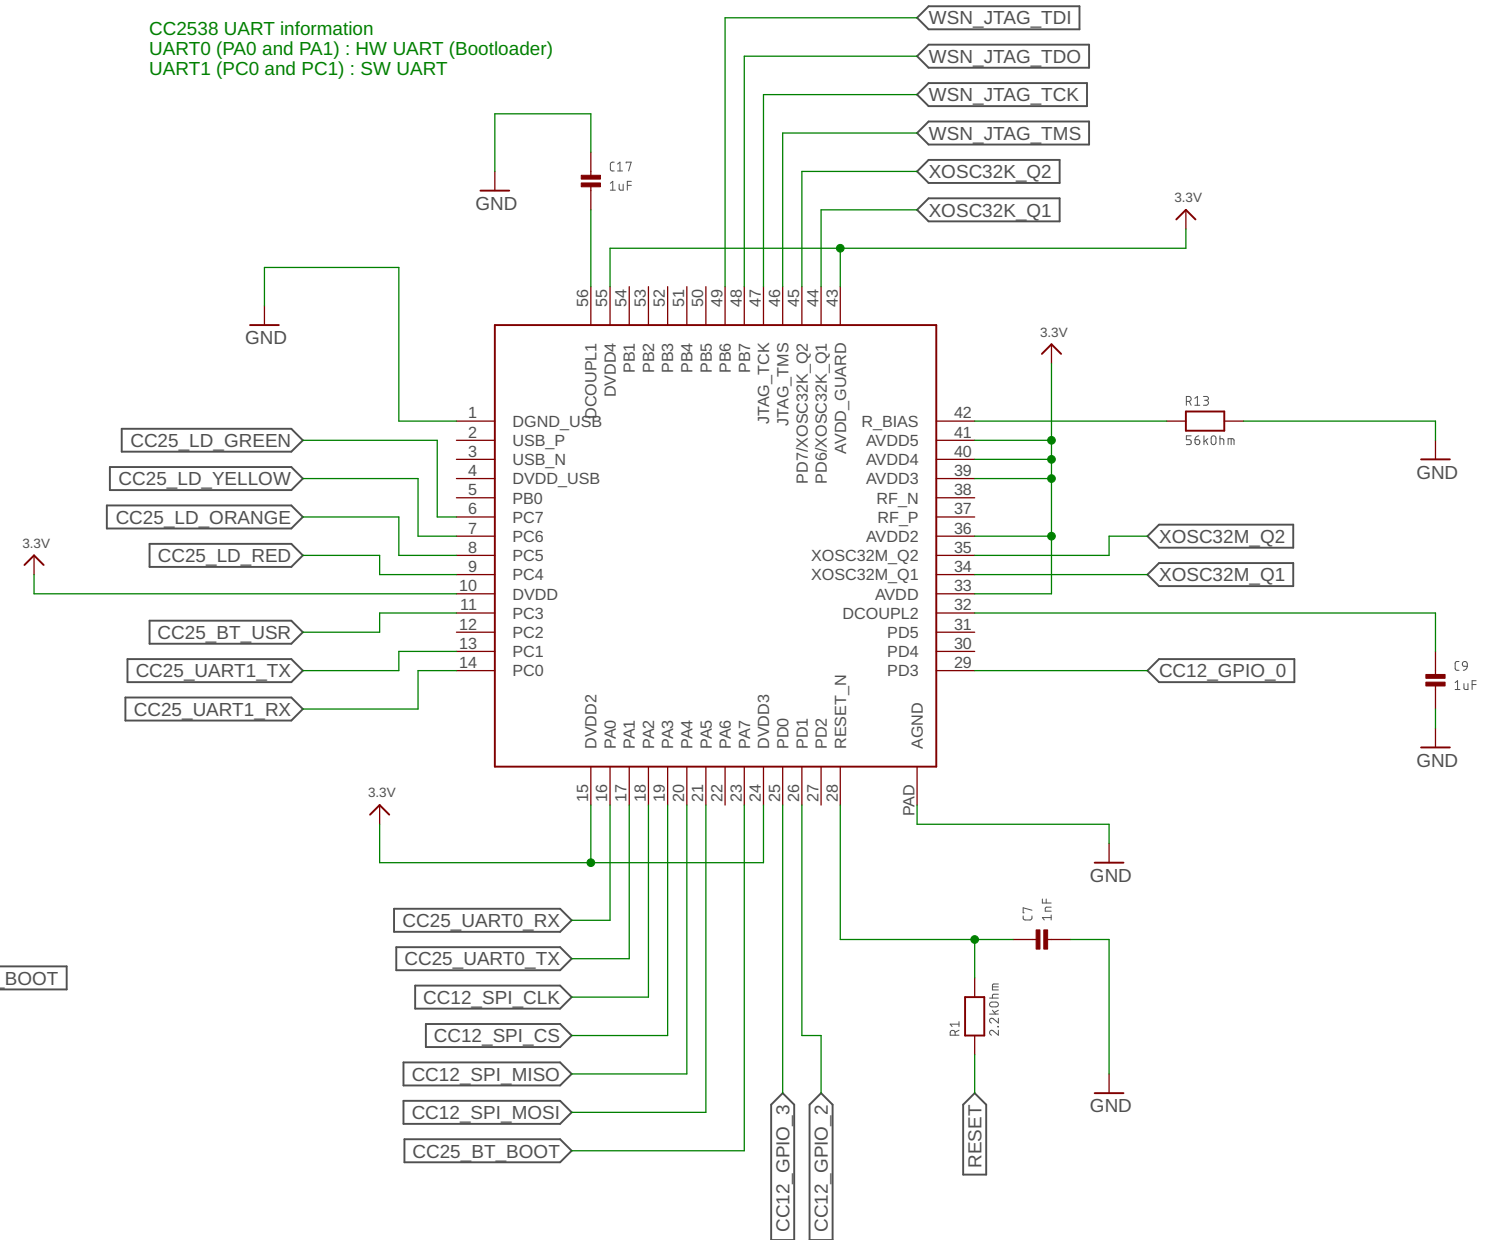 CC2538 UART information
UART0 (PA0 and PA1) : HW UART (Bootloader)
UART1 (PC0 and PC1) : SW UART
WSN_JTAG_TDI
WSN_JTAG_TDO
WSN_JTAG_TCK
WSN_JTAG_TMS
XOSC32K_Q2
XOSC32K_Q1
C17
1uF
GND
3.3V
GND
56
55
54
53
52
51
50
49
48
47
46
45
44
43
DCOUPL1
DVDD4
PB1
PB2
PB3
PB4
PB5
PB6
PB7
JTAG_TCK
JTAG_TMS
PD7/XOSC32K_Q2
PD6/XOSC32K_Q1
AVDD_GUARD
1 DGND_USB
2 USB_P
3 USB_N
4 DVDD_USB
5 PB0
6 PC7
7 PC6
8 PC5
9 PC4
10 DVDD
11 PC3
12 PC2
13 PC1
14 PC0
CC25_LD_GREEN
CC25_LD_YELLOW
CC25_LD_ORANGE
CC25_LD_RED
3.3V
CC25_BT_USR
CC25_UART1_TX
CC25_UART1_RX
R_BIAS 42
AVDD5 41
AVDD4 40
AVDD3 39
RF_N 38
RF_P 37
AVDD2 36
XOSC32M_Q2 35
XOSC32M_Q1 34
AVDD 33
DCOUPL2 32
PD5 31
PD4 30
PD3 29
3.3V
R13
56kOhm
GND
XOSC32M_Q2
XOSC32M_Q1
CC12_GPIO_0
C9
1uF
GND
DVDD2
PA0
PA1
PA2
PA3
PA4
PA5
PA6
PA7
DVDD3
PD0
PD1
PD2
RESET_N
AGND
15
16
17
18
19
20
21
22
23
24
25
26
27
28
PAD
3.3V
GND
CC25_UART0_RX
CC25_UART0_TX
CC12_SPI_CLK
CC12_SPI_CS
CC12_SPI_MISO
CC12_SPI_MOSI
CC25_BT_BOOT
_BOOT
C7
1nF
R1
2.2kOhm
GND
CC12_GPIO_3
CC12_GPIO_2
RESET